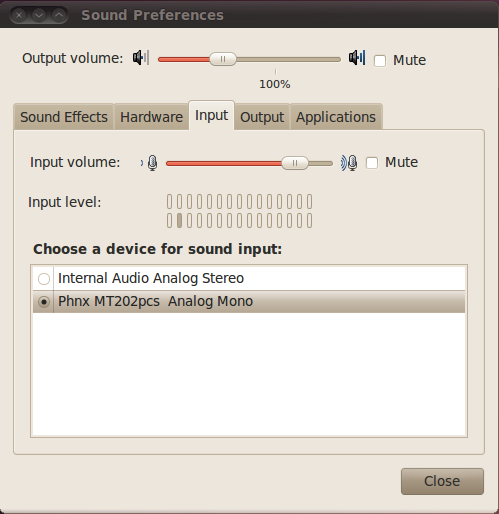 Sound Preferences
Output volume: Mute
100%
Sound Effects Hardware Input Output Applications
Input volume: Mute
Input level:
Choose a device for sound input:
Internal Audio Analog Stereo
Phnx MT202pcs  Analog Mono
Close